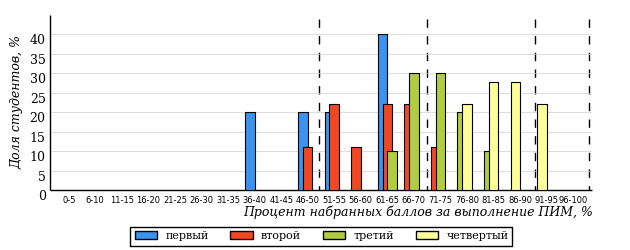 Доля студентов, %
40
35
30
25
20
15
10
5
0
0-5 6-10 11-15 16-20 21-25 26-30 31-35 36-40 41-45 46-50 51-55 56-60 61-65 66-70 71-75 76-80 81-85 86-90 91-95 96-100
Процент набранных баллов за выполнение ПИМ, %
первый второй третий четвертый